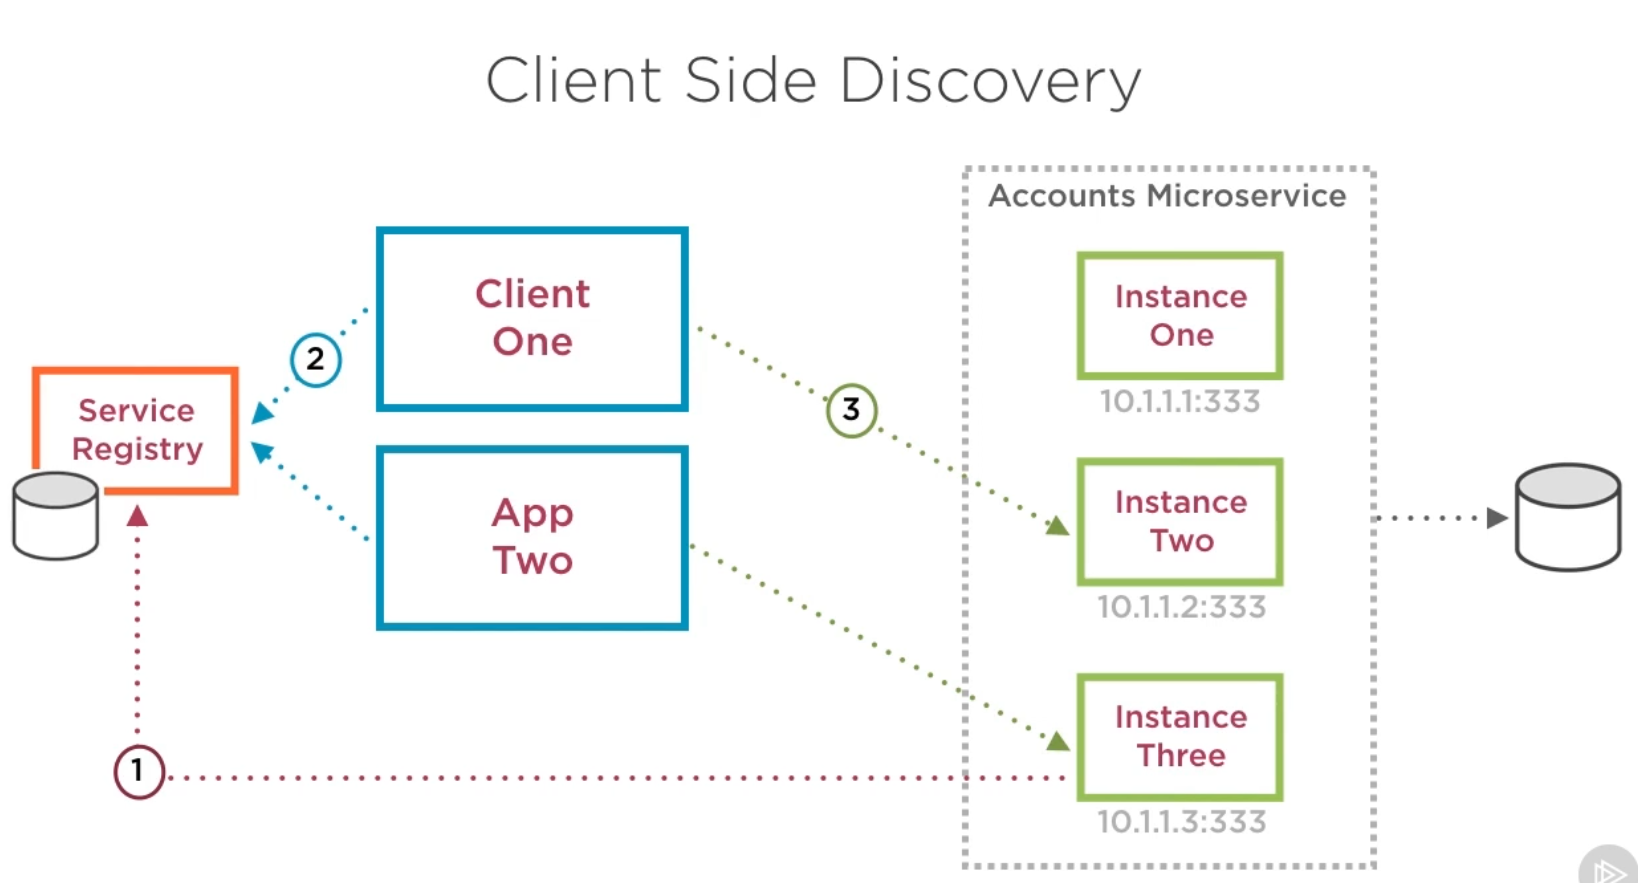 Client Side Discovery
Accounts Microservice
Client
One
Instance
One
10.1.1.1:333
2
3
Service
Registry
App
Two
Instance
Two
10.1.1.2:333
Instance
Three
10.1.1.3:333
1